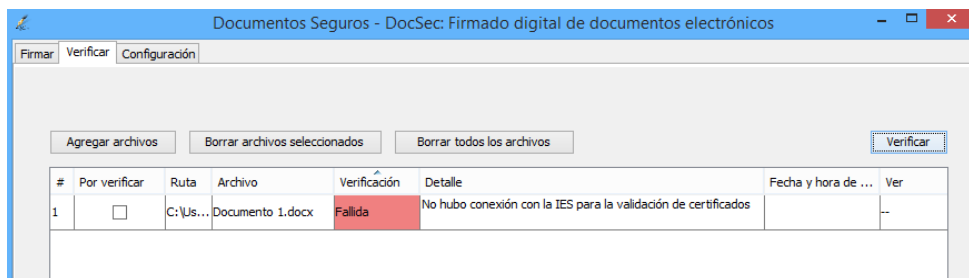 Documentos Seguros - DocSec: Firmado digital de documentos electrónicos
Firmar Verificar Configuración
Agregar archivos Borrar archivos seleccionados Borrar todos los archivos Verificar
# Por verificar Ruta Archivo Verificación Detalle Fecha y hora de ... Ver
1 C:\Us... Documento 1.docx Fallida No hubo conexión con la IES para la validación de certificados --